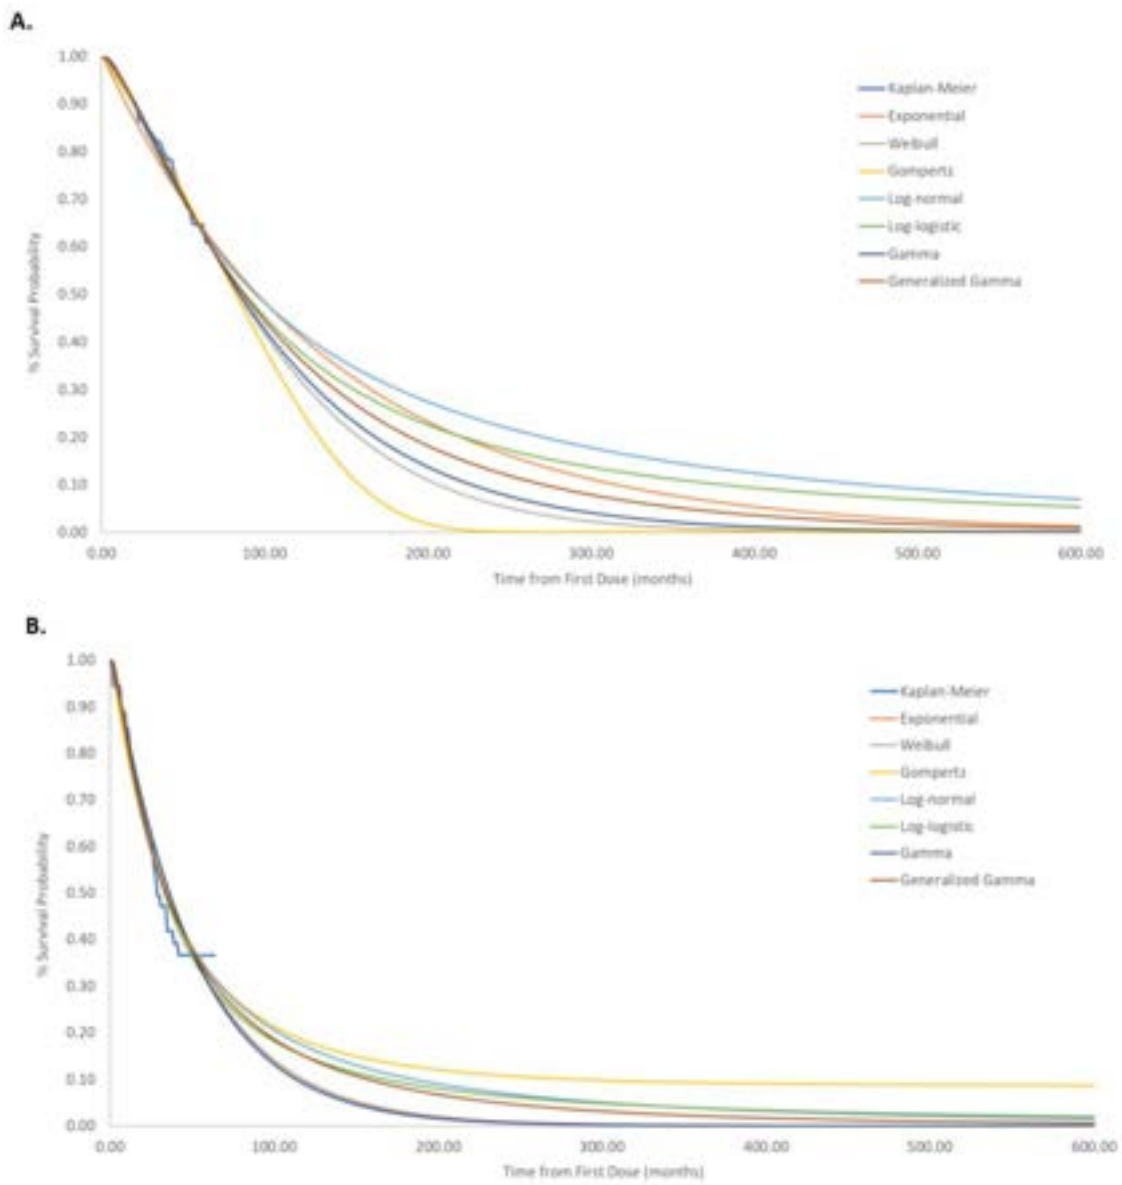 A.
1.00
0.90
0.80
0.70
0.60
0.50
0.40
0.30
0.20
0.10
0.00
% Survival Probability
0.00 100.00 200.00 300.00 400.00 500.00 600.00
Time from First Dose (months)
Kaplan-Meier
Exponential
Weibull
Gompertz
Log-normal
Log-logistic
Gamma
Generalized Gamma
B.
1.00
0.90
0.80
0.70
0.60
0.50
0.40
0.30
0.20
0.10
0.00
% Survival Probability
0.00 100.00 200.00 300.00 400.00 500.00 600.00
Time from First Dose (months)
Kaplan-Meier
Exponential
Weibull
Gompertz
Log-normal
Log-logistic
Gamma
Generalized Gamma